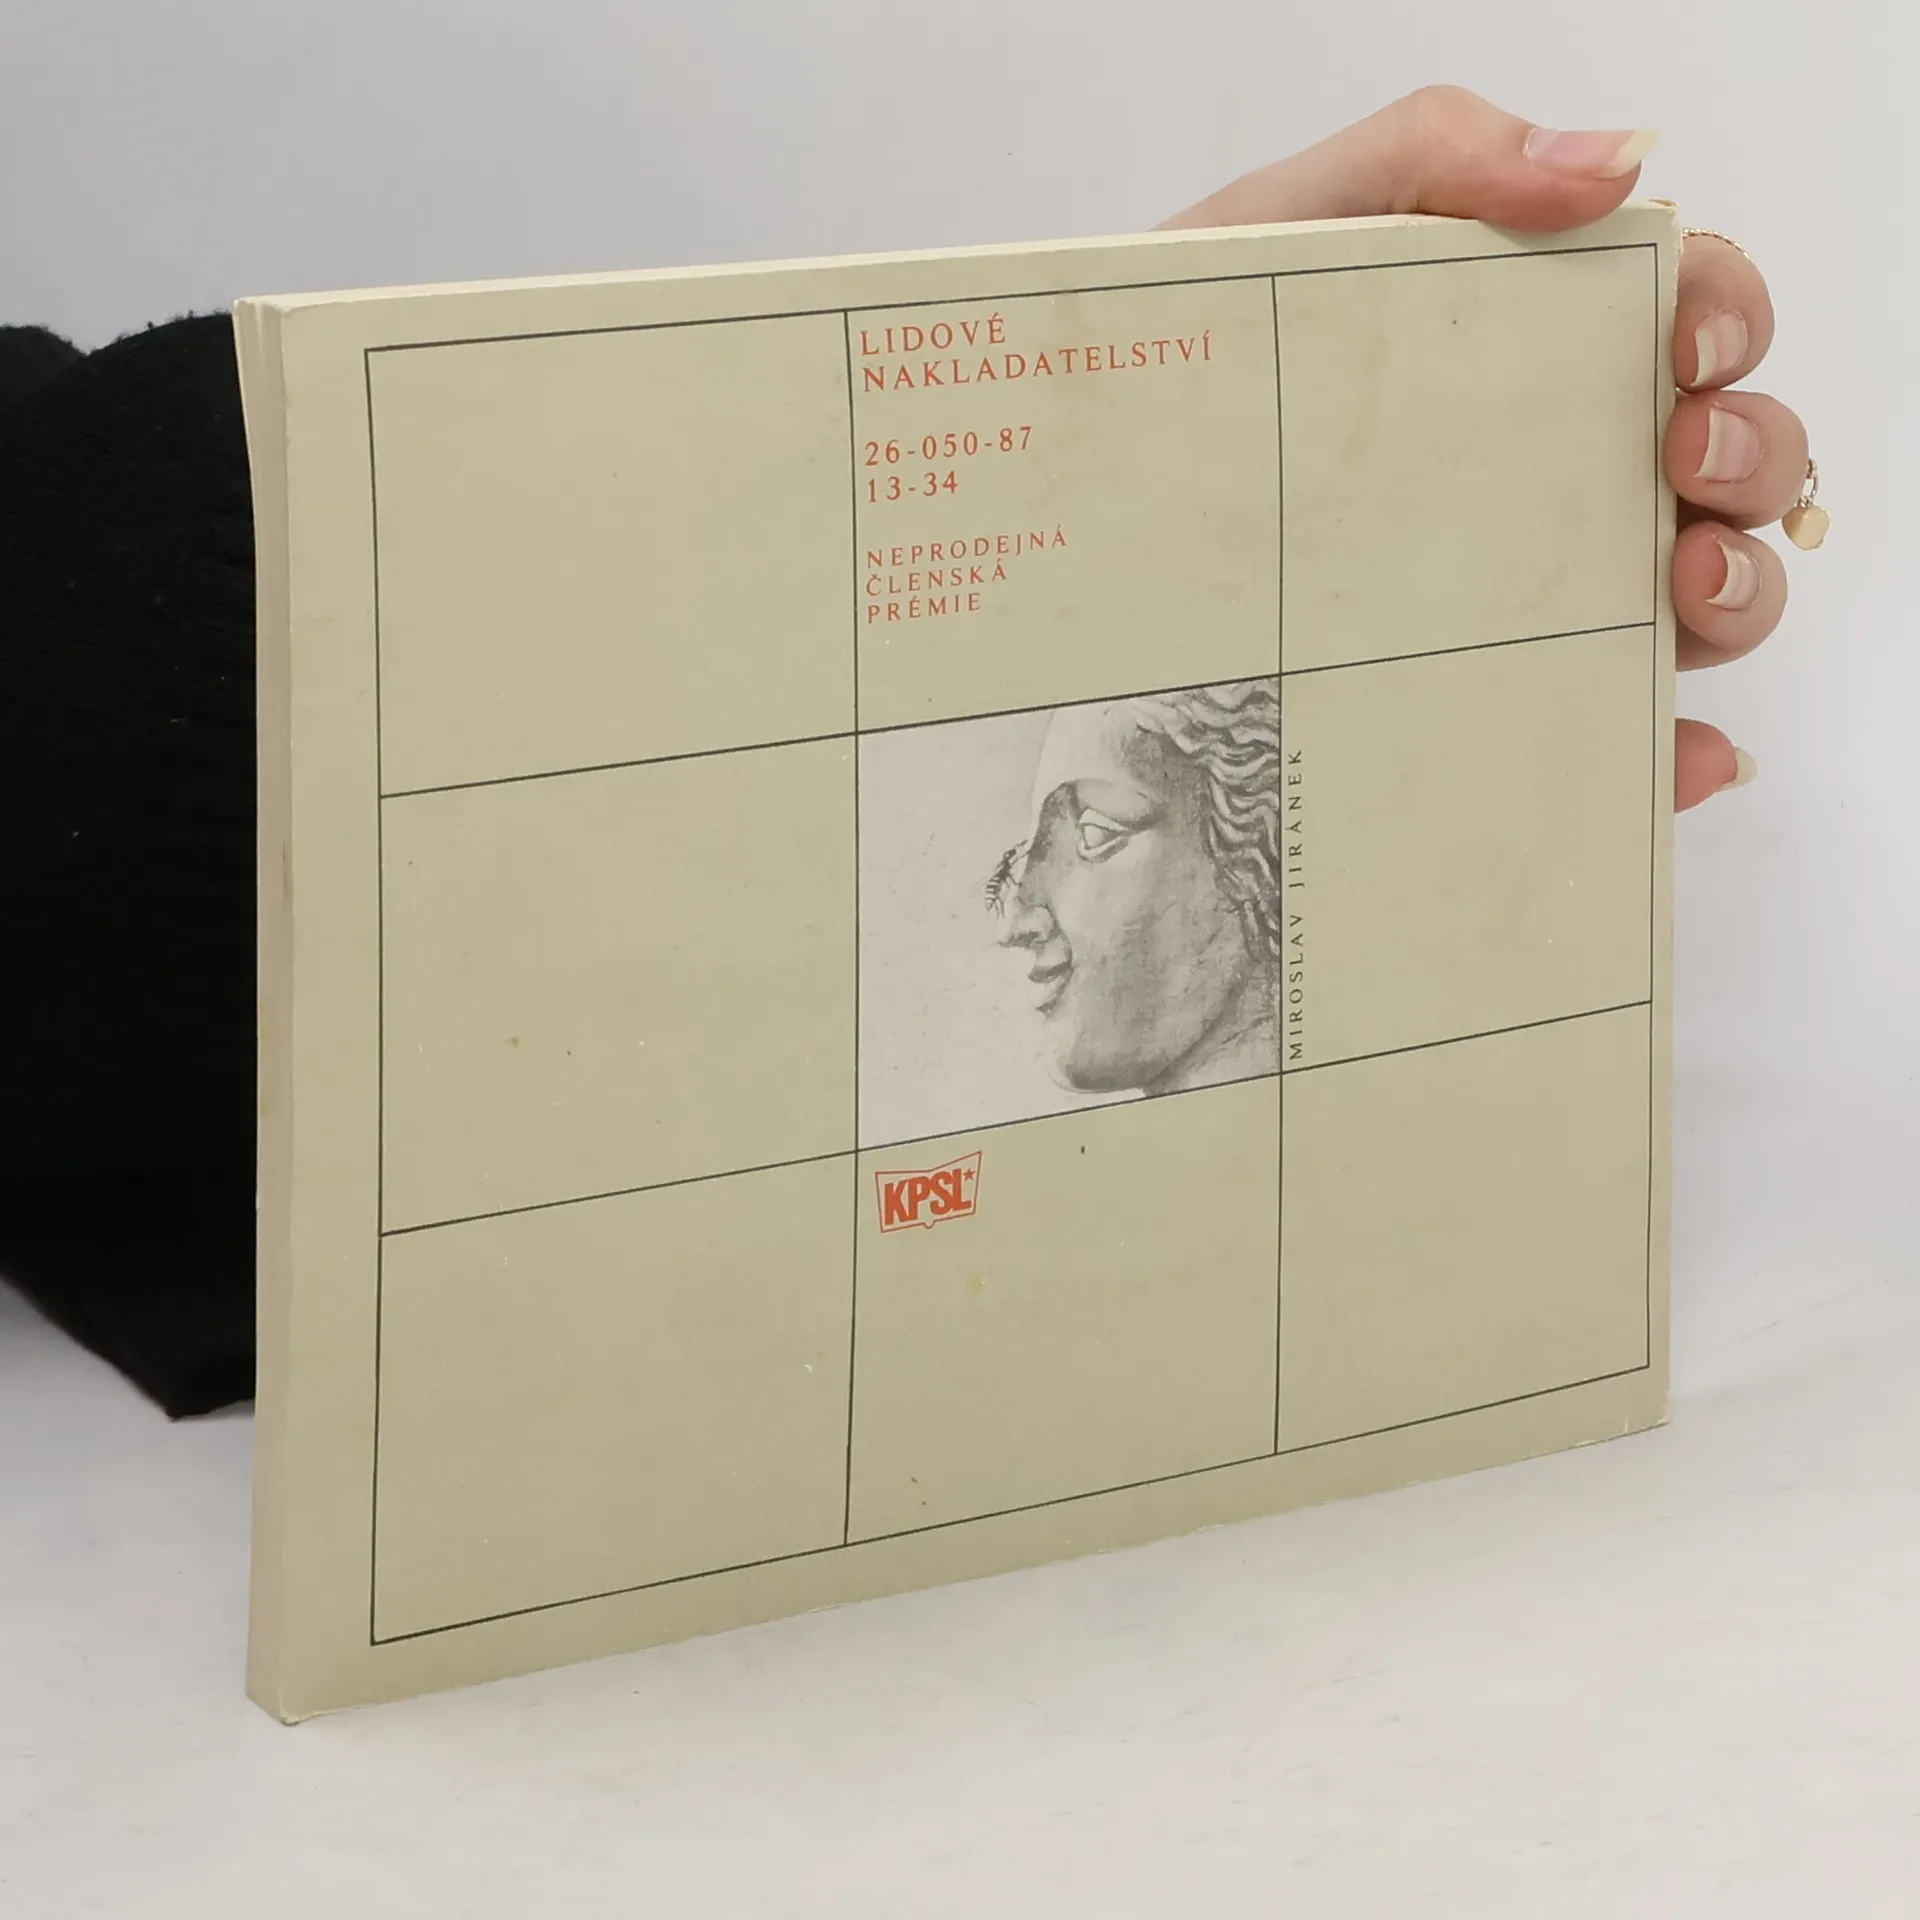 LIDOVÉ
NAKLADATELSTVÍ
26-050-87
13-34
NEPRODEJNÁ
ČLENSKÁ
PRÉMIE
MIROSLAV JIRÁNEK
KPSL